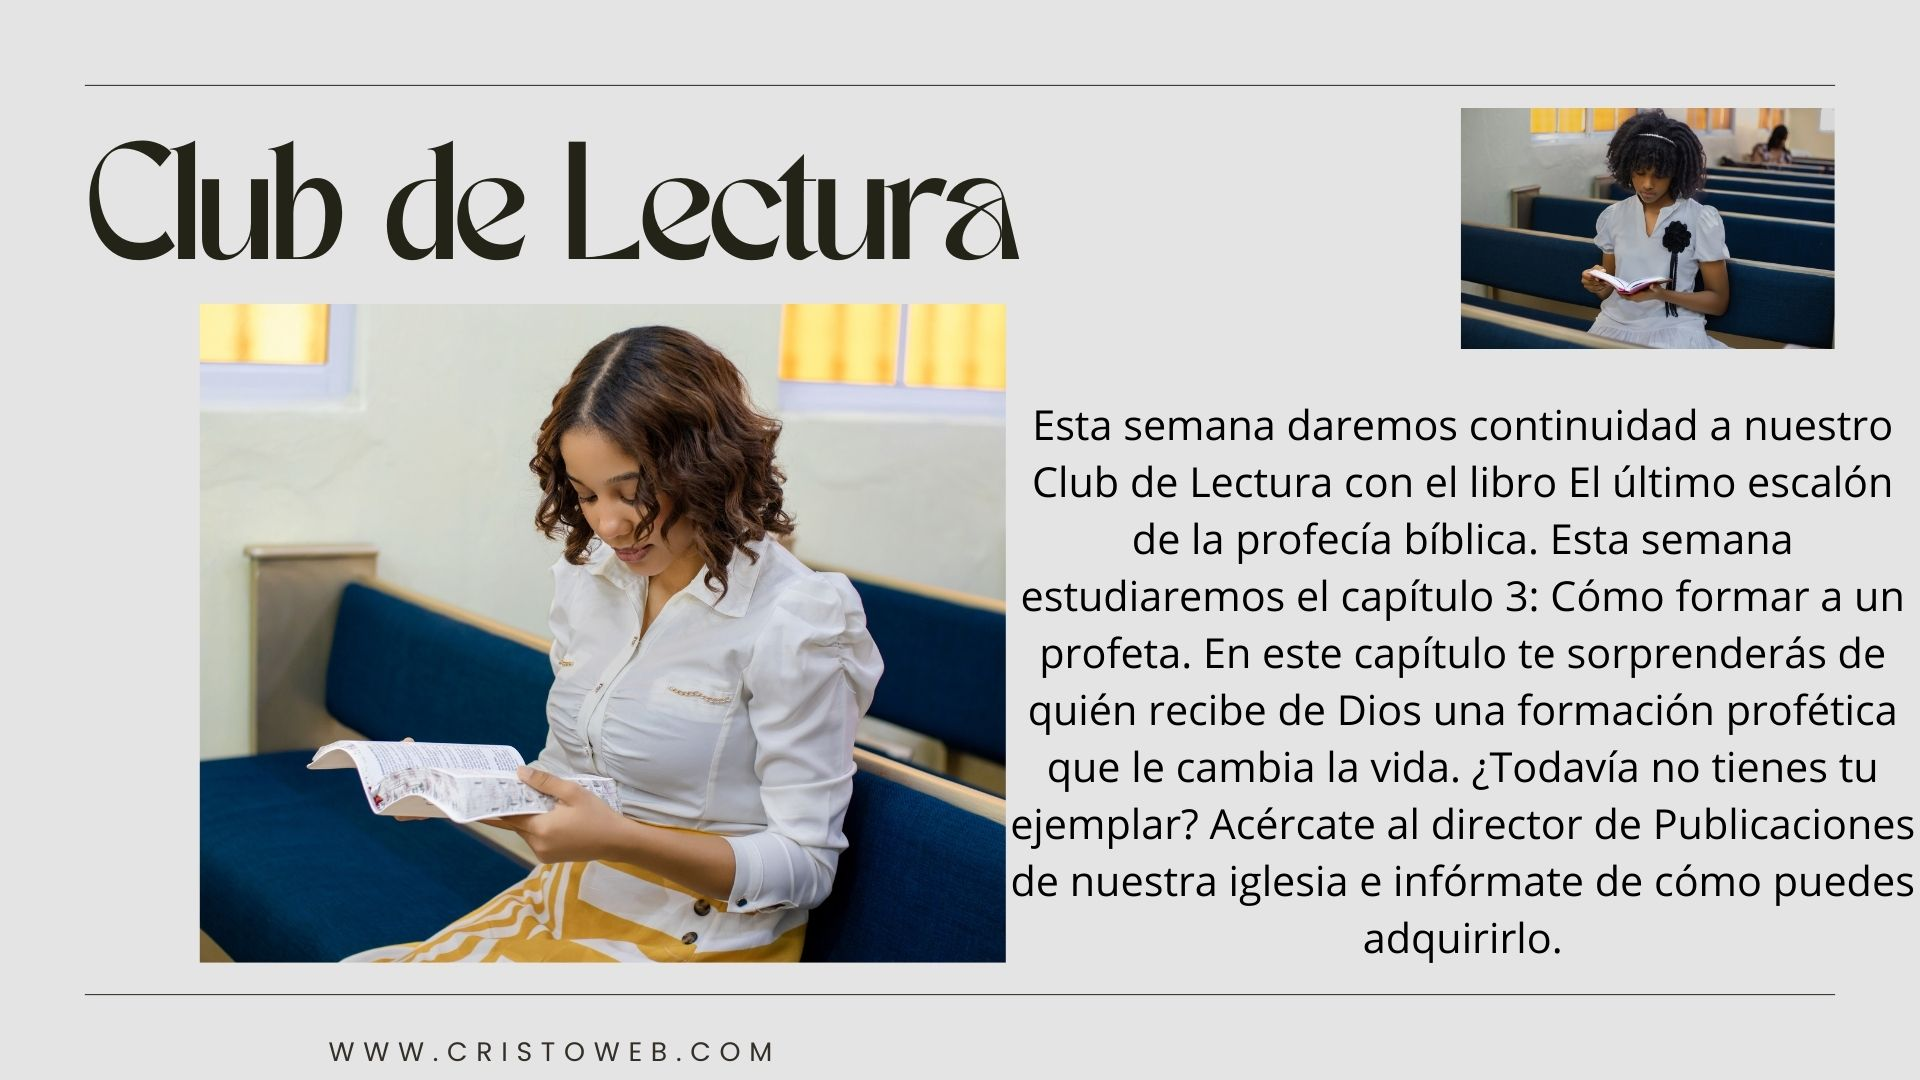 Club de Lectura
Esta semana daremos continuidad a nuestro
Club de Lectura con el libro El último escalón
de la profecía bíblica. Esta semana
estudiaremos el capítulo 3: Cómo formar a un
profeta. En este capítulo te sorprenderás de
quién recibe de Dios una formación profética
que le cambia la vida. ¿Todavía no tienes tu
ejemplar? Acércate al director de Publicaciones
de nuestra iglesia e infórmate de cómo puedes
adquirirlo.
WWW.CRISTOWEB.COM